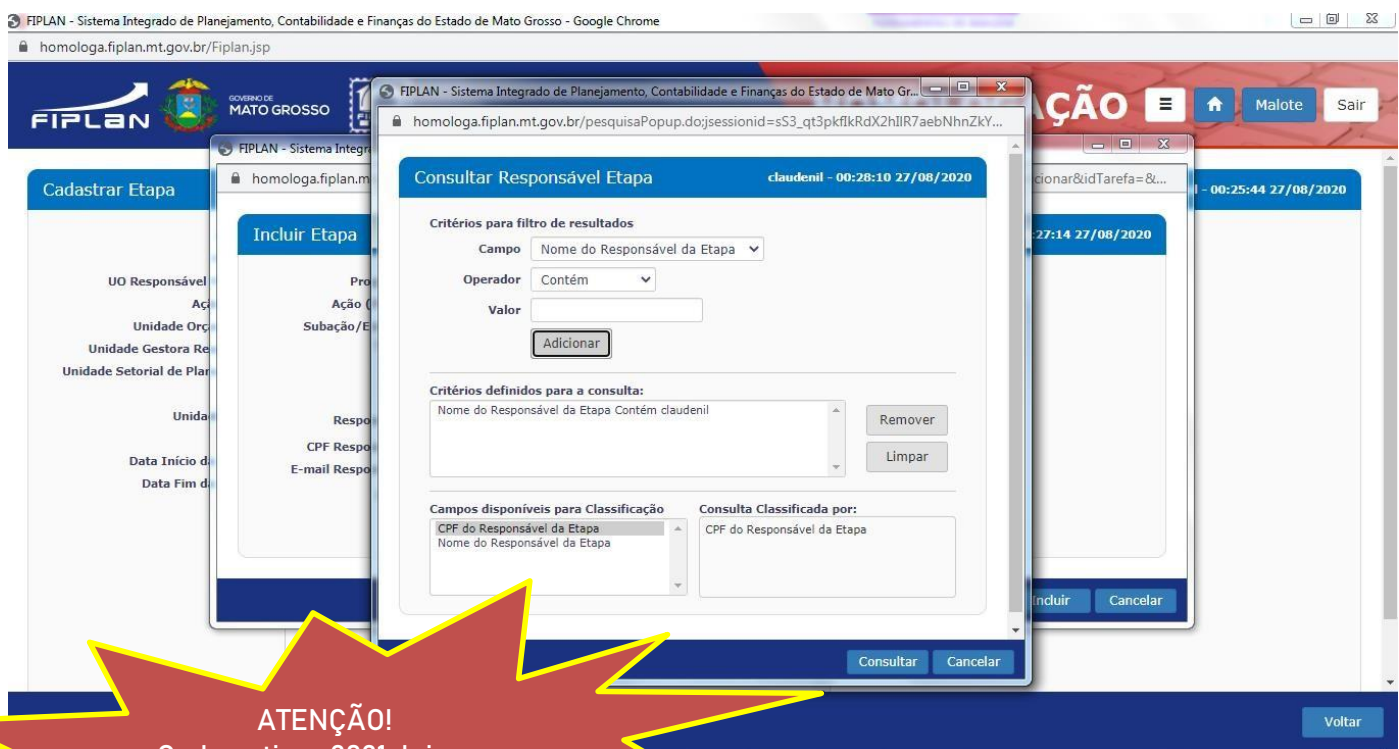 FIPLAN - Sistema Integrado de Planejamento, Contabilidade e Finanças do Estado de Mato Grosso - Google Chrome
homologa.fiplan.mt.gov.br/Fiplan.jsp
FIPLAN
GOVERNO DE
MATO GROSSO
AÇÃO
Malote
Sair
Cadastrar Etapa
- 00:25:44 27/08/2020
UO Responsável
Unidade Orç
Unidade Gestora Re
Unidade Setorial de Plan
Unida
Data Início d
Data Fim d
FIPLAN - Sistema Integr
homologa.fiplan.m
cionar&idTarefa=&...
Incluir Etapa
:27:14 27/08/2020
Pro
Ação (
Subação/E
Respo
CPF Respo
E-mail Respo
Incluir
Cancelar
FIPLAN - Sistema Integrado de Planejamento, Contabilidade e Finanças do Estado de Mato Gr...
homologa.fiplan.mt.gov.br/pesquisaPopup.do;jsessionid=sS3_qt3pkfIkRdX2hIlR7aebNhnZkY...
Consultar Responsável Etapa
claudenil - 00:28:10 27/08/2020
Critérios para filtro de resultados
Campo Nome do Responsável da Etapa
Operador Contém
Valor
Adicionar
Critérios definidos para a consulta:
Nome do Responsável da Etapa Contém claudenil
Remover
Limpar
Campos disponíveis para Classificação
CPF do Responsável da Etapa
Nome do Responsável da Etapa
Consulta Classificada por:
CPF do Responsável da Etapa
Consultar
Cancelar
Voltar
ATENÇÃO!